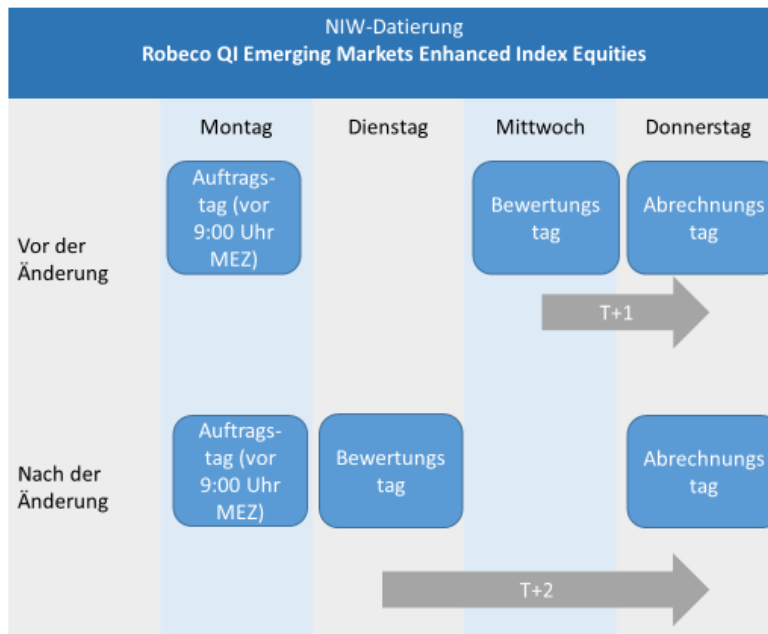 NIW-Datierung
Robeco QI Emerging Markets Enhanced Index Equities
Montag
Dienstag
Mittwoch
Donnerstag
Vor der
Änderung
Auftrags-
tag (vor
9:00 Uhr
MEZ)
Bewertungs
tag
Abrechnungs
tag
T+1
Nach der
Änderung
Auftrags-
tag (vor
9:00 Uhr
MEZ)
Bewertungs
tag
Abrechnungs
tag
T+2